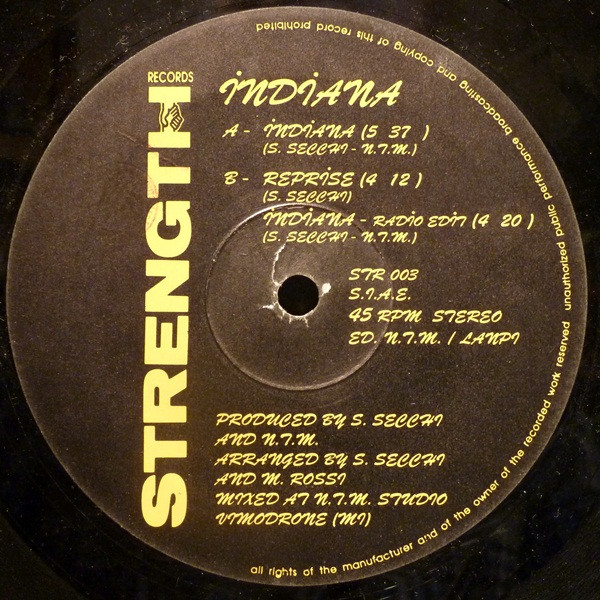 RECORDS
STRENGTH
INDIANA
A - INDIANA (5 37 )
(S. SECCHI - N.T.M.)
B - REPRISE (4 12 )
(S. SECCHI)
INDIANA - RADIO EDIT (4 20 )
(S. SECCHI - N.T.M.)
STR 003
S.I.A.E.
45 RPM STEREO
ED. N.T.M. / LANPI
PRODUCED BY S. SECCHI
AND N.T.M.
ARRANGED BY S. SECCHI
AND M. ROSSI
MIXED AT N.T.M. STUDIO
VIMODRONE (MI)
all rights of the manufacturer and of the owner of the recorded work reserved unauthorized public performance broadcasting and copying of this record prohibited